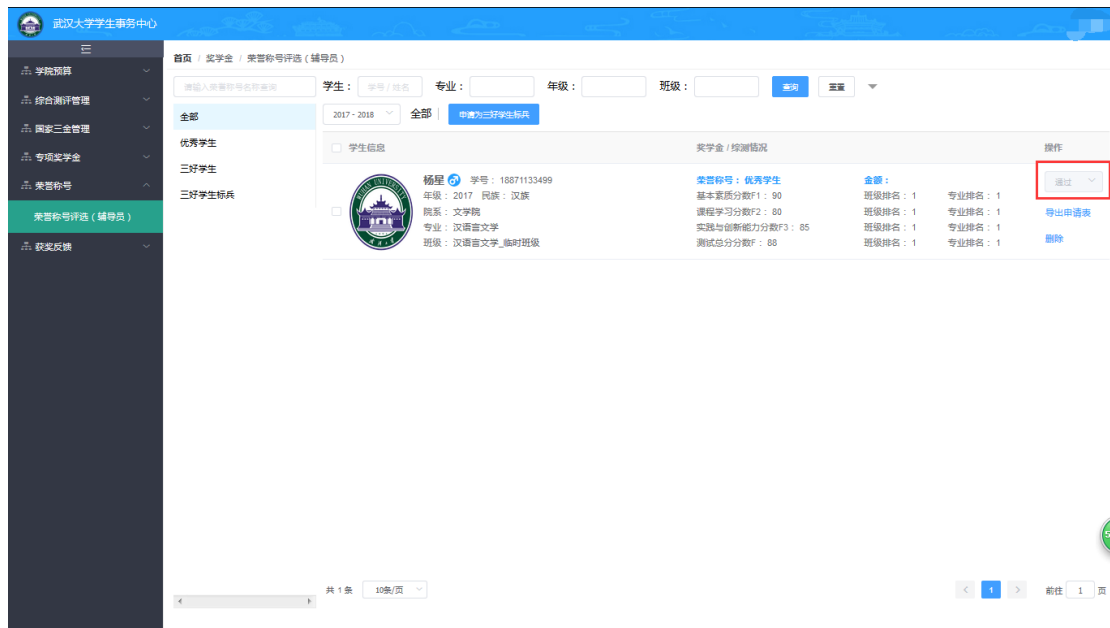 武汉大学学生事务中心
学院预算
综合测评管理
国家三金管理
专项奖学金
荣誉称号
荣誉称号评选（辅导员）
获奖反馈
首页 / 奖学金 / 荣誉称号评选（辅导员）
请输入荣誉称号名称查询
学生： 学号 / 姓名 专业： 年级： 班级： 查询 重置
全部
优秀学生
三好学生
三好学生标兵
2017 - 2018 全部 申请为三好学生标兵
学生信息 奖学金 / 综测情况 操作
杨星 学号： 18871133499 荣誉称号： 优秀学生 金额： 通过
年级： 2017 民族： 汉族 基本素质分数F1： 90 班级排名： 1 专业排名： 1
院系： 文学院 课程学习分数F2： 80 班级排名： 1 专业排名： 1 导出申请表
专业： 汉语言文学 实践与创新能力分数F3： 85 班级排名： 1 专业排名： 1
班级： 汉语言文学_临时班级 测试总分分数F： 88 班级排名： 1 专业排名： 1 删除
共 1 条 10条/页 1 前往 1 页